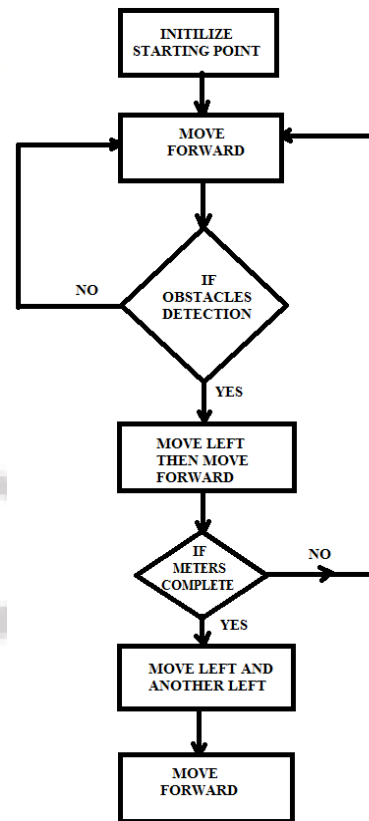 INITILIZE
STARTING POINT
MOVE
FORWARD
IF
OBSTACLES
DETECTION
NO
YES
MOVE LEFT
THEN MOVE
FORWARD
IF
METERS
COMPLETE
NO
YES
MOVE LEFT AND
ANOTHER LEFT
MOVE
FORWARD